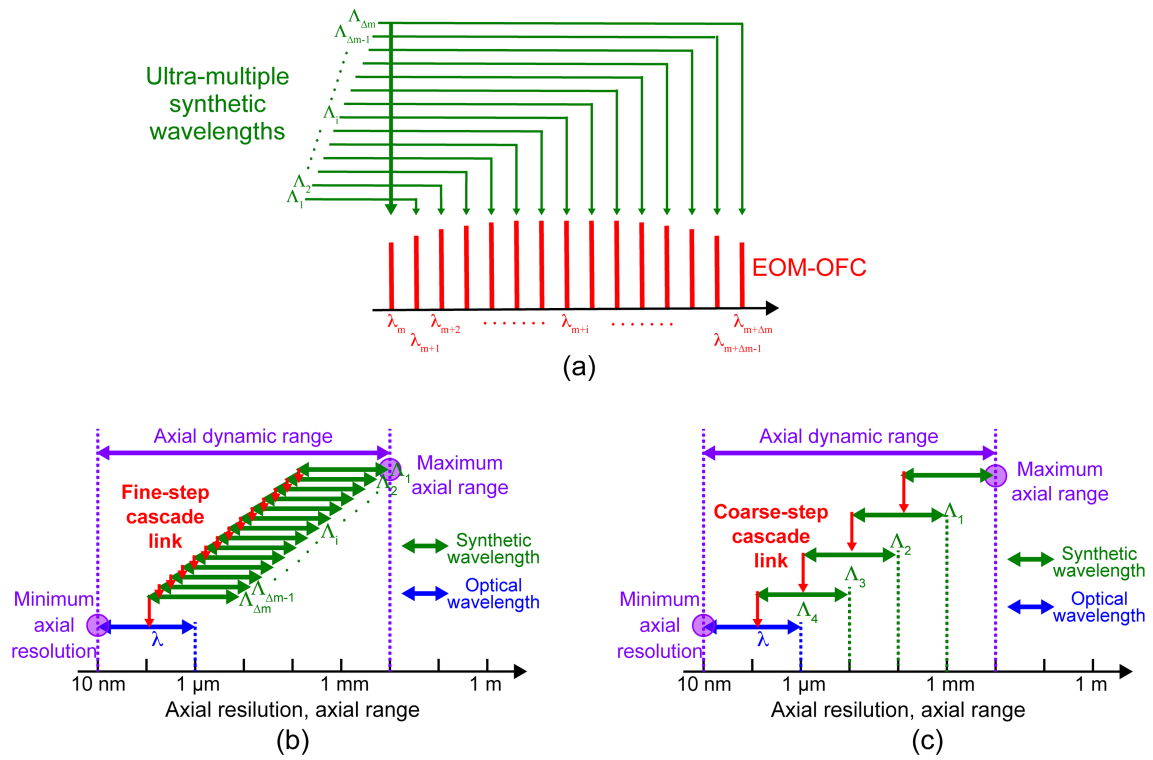 ΛΔm
ΛΔm-1
Ultra-multiple
synthetic
wavelengths
Λi
Λ2
Λ1
EOM-OFC
λm
λm+1
λm+2
λm+i
λm+Δm-1
λm+Δm
(a)
Axial dynamic range
Maximum
axial range
Λ1
Λ2
Fine-step
cascade
link
Λi
Synthetic
wavelength
ΛΔm-1
ΛΔm
Optical
wavelength
Minimum
axial
resolution
λ
10 nm
1 μm
1 mm
1 m
Axial resilution, axial range
(b)
Axial dynamic range
Maximum
axial range
Coarse-step
cascade
link
Λ1
Λ2
Λ3
Λ4
Synthetic
wavelength
Optical
wavelength
Minimum
axial
resolution
λ
10 nm
1 μm
1 mm
1 m
Axial resilution, axial range
(c)